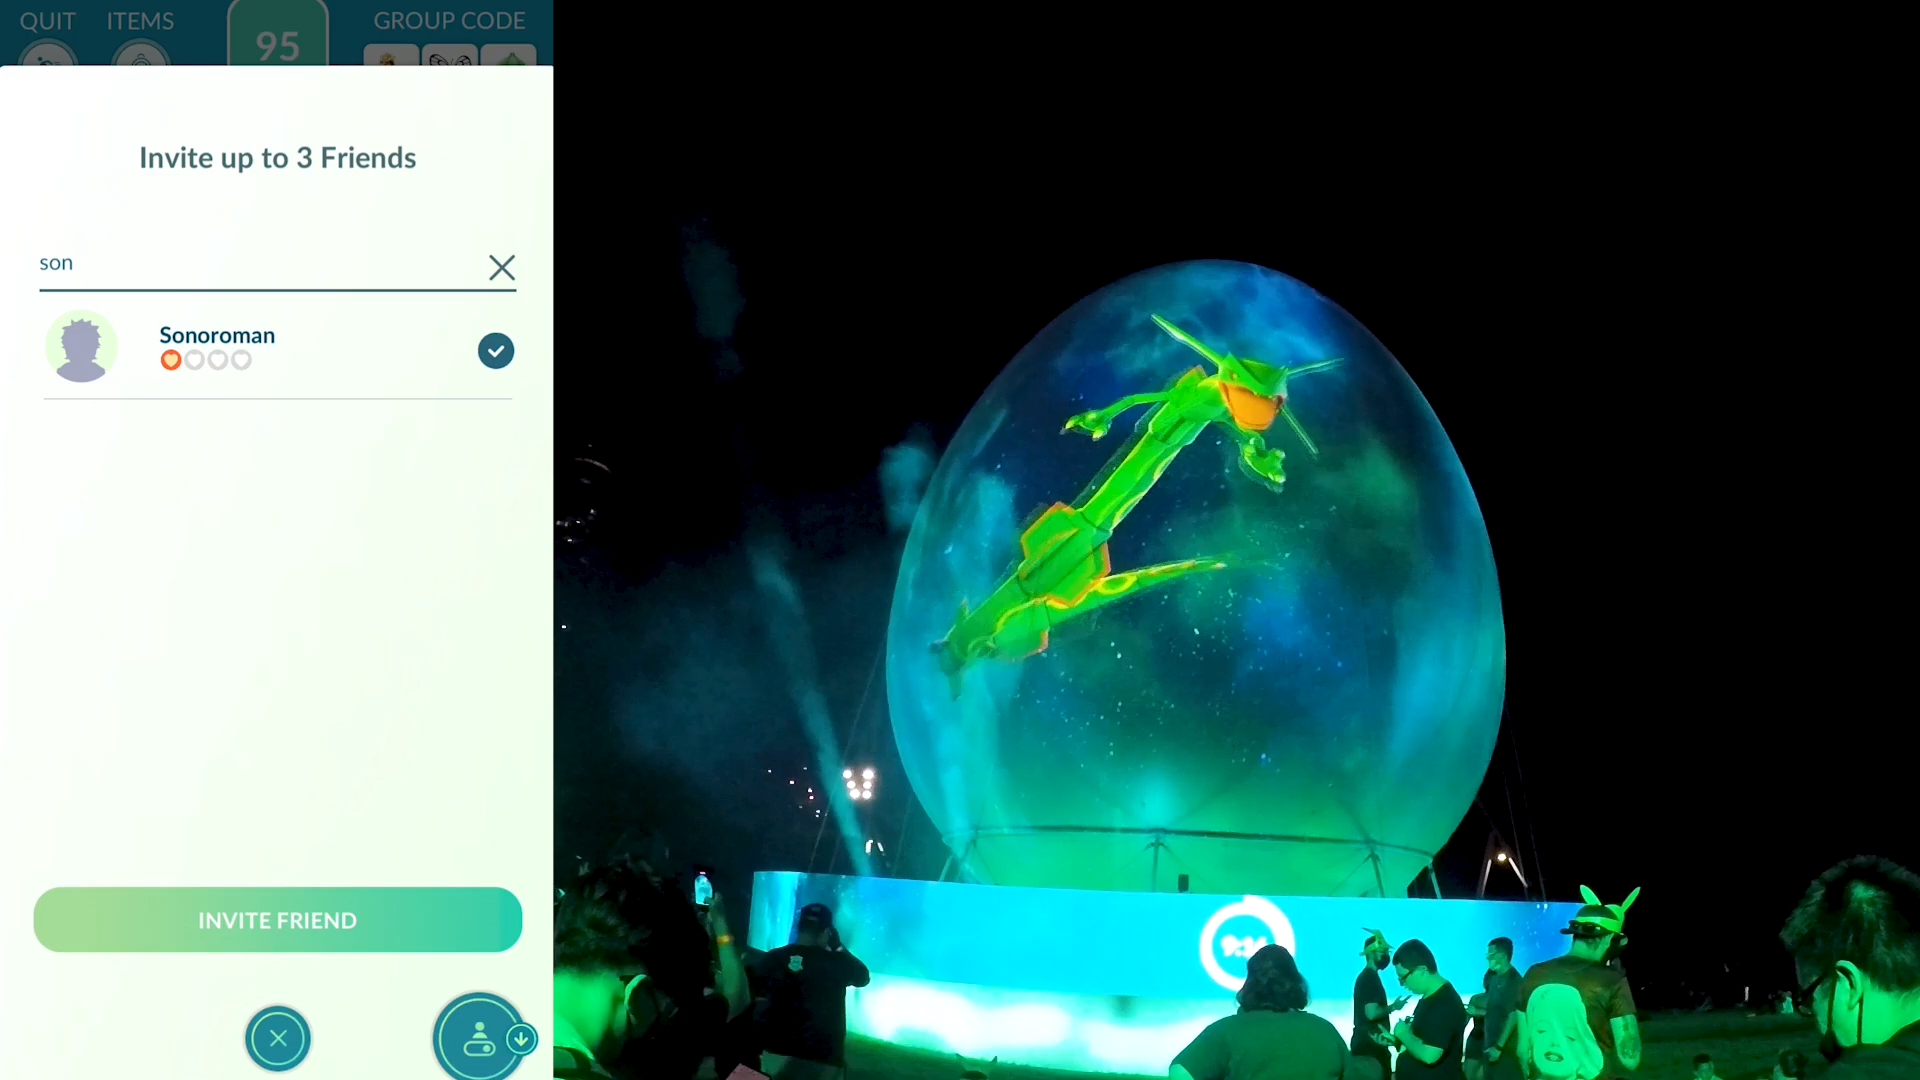 QUIT
ITEMS
95
GROUP CODE
Invite up to 3 Friends
son
Sonoroman
INVITE FRIEND